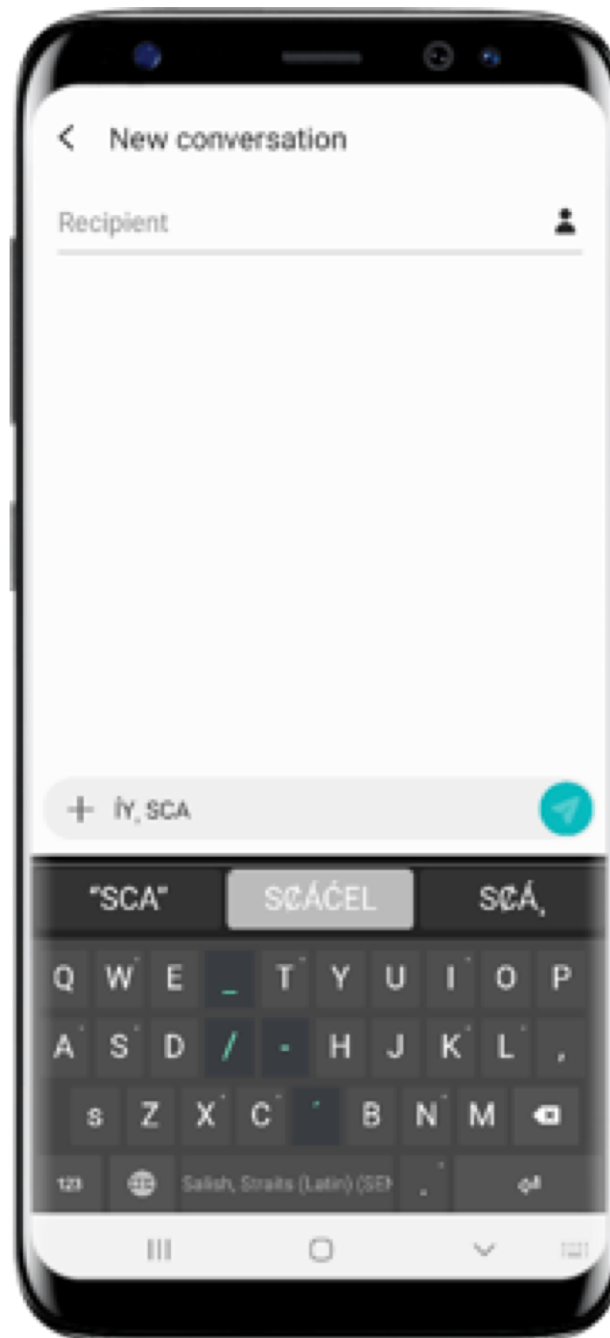 New conversation
Recipient
ÍY, SCA
"SCA" SȻÁĆEL SȻÁ,
Q W E _ T Y U I O P
A S D / - H J K L ,
s Z X C ´ B N M
123 Salish, Straits (Latin) (SEN .